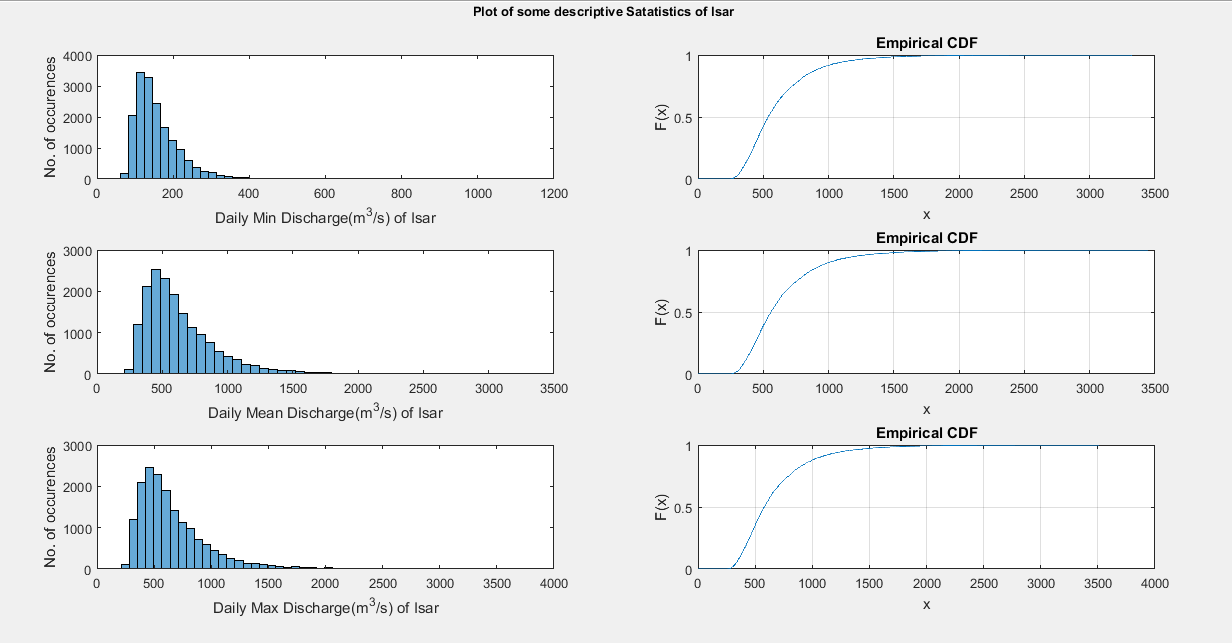 Plot of some descriptive Satatistics of Isar
No. of occurences
4000
3000
2000
1000
0
0 200 400 600 800 1000 1200
Daily Min Discharge(m³/s) of Isar
Empirical CDF
F(x)
1
0.5
0
0 500 1000 1500 2000 2500 3000 3500
x
No. of occurences
3000
2000
1000
0
0 500 1000 1500 2000 2500 3000 3500
Daily Mean Discharge(m³/s) of Isar
Empirical CDF
F(x)
1
0.5
0
0 500 1000 1500 2000 2500 3000 3500
x
No. of occurences
3000
2000
1000
0
0 500 1000 1500 2000 2500 3000 3500 4000
Daily Max Discharge(m³/s) of Isar
Empirical CDF
F(x)
1
0.5
0
0 500 1000 1500 2000 2500 3000 3500 4000
x